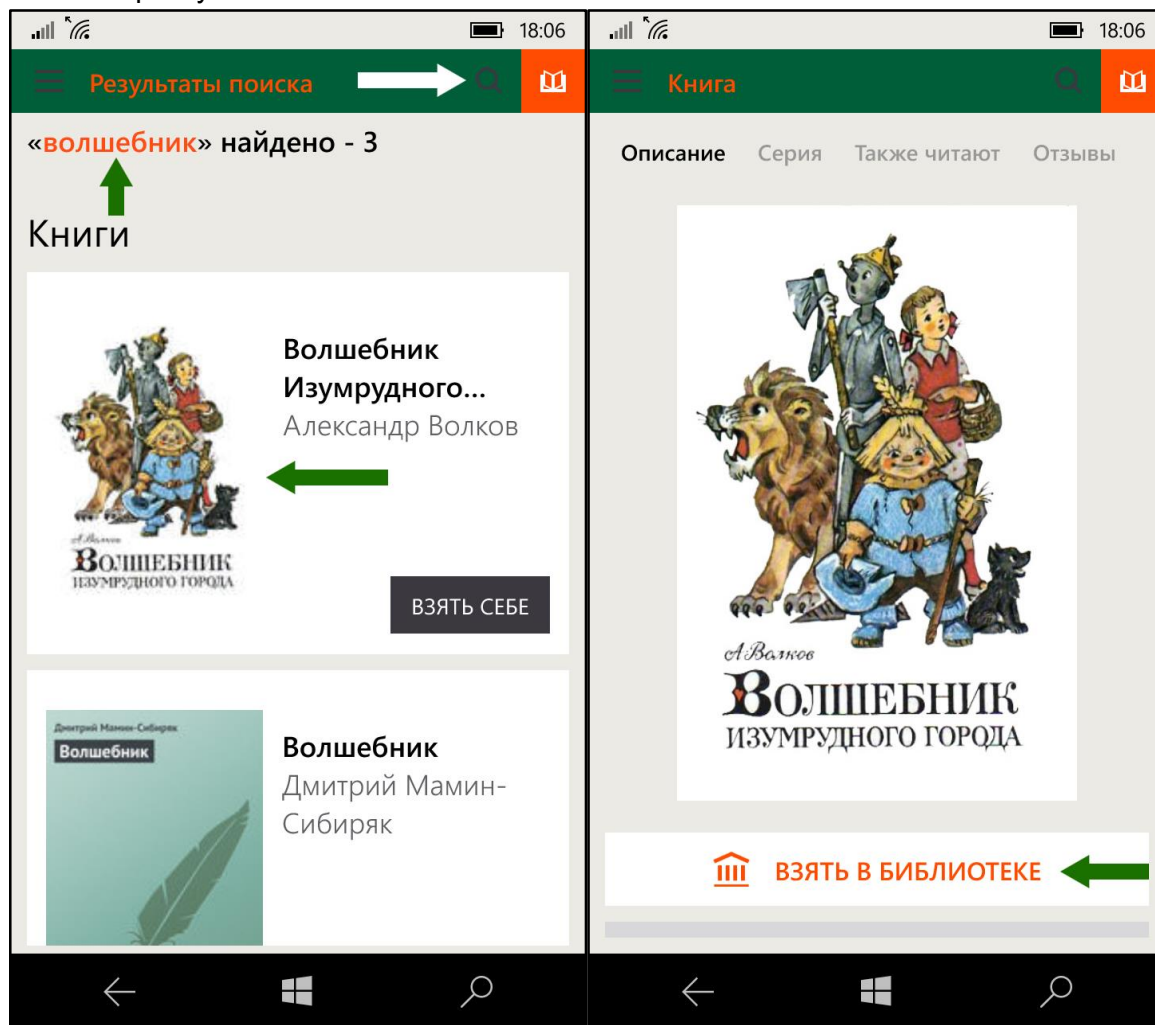 18:06
Результаты поиска
«волшебник» найдено - 3
Книги
Волшебник
Изумрудного...
Александр Волков
А.Волков
ВОЛШЕБНИК
ИЗУМРУДНОГО ГОРОДА
ВЗЯТЬ СЕБЕ
Дмитрий Мамин-Сибиряк
Волшебник
Волшебник
Дмитрий Мамин-
Сибиряк
18:06
Книга
Описание Серия Также читают Отзывы
А.Волков
ВОЛШЕБНИК
ИЗУМРУДНОГО ГОРОДА
ВЗЯТЬ В БИБЛИОТЕКЕ